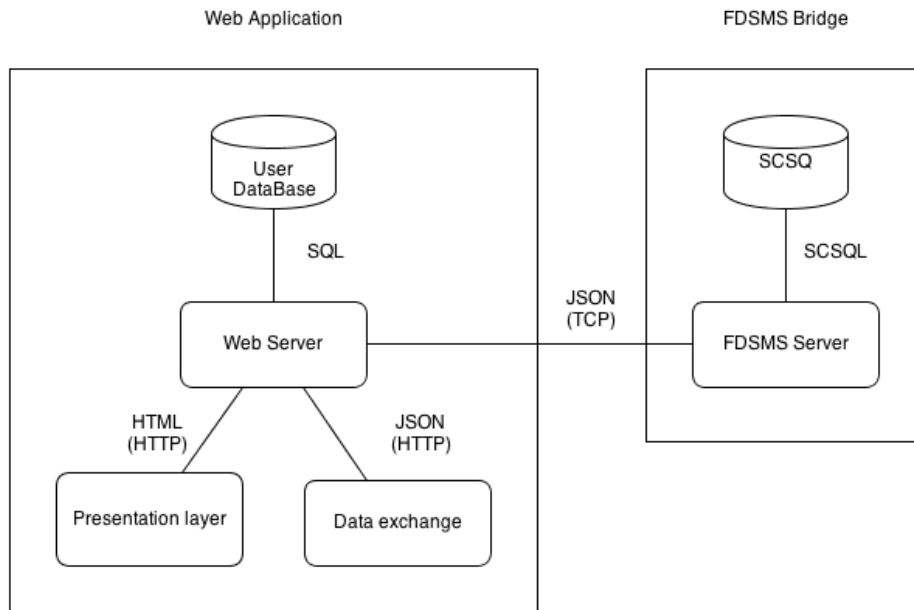 Web Application
FDSMS Bridge
User
DataBase
SCSQ
SQL
SCSQL
JSON
(TCP)
Web Server
FDSMS Server
HTML
(HTTP)
JSON
(HTTP)
Presentation layer
Data exchange